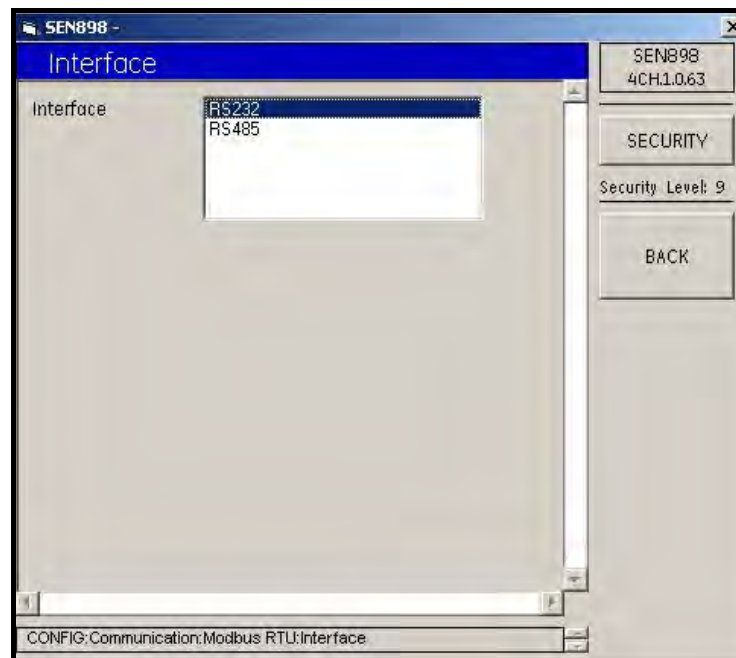 SEN898 -
Interface
SEN898
4CH.1.0.63
Interface
RS232
RS485
SECURITY
Security Level: 9
BACK
CONFIG:Communication:Modbus RTU:Interface